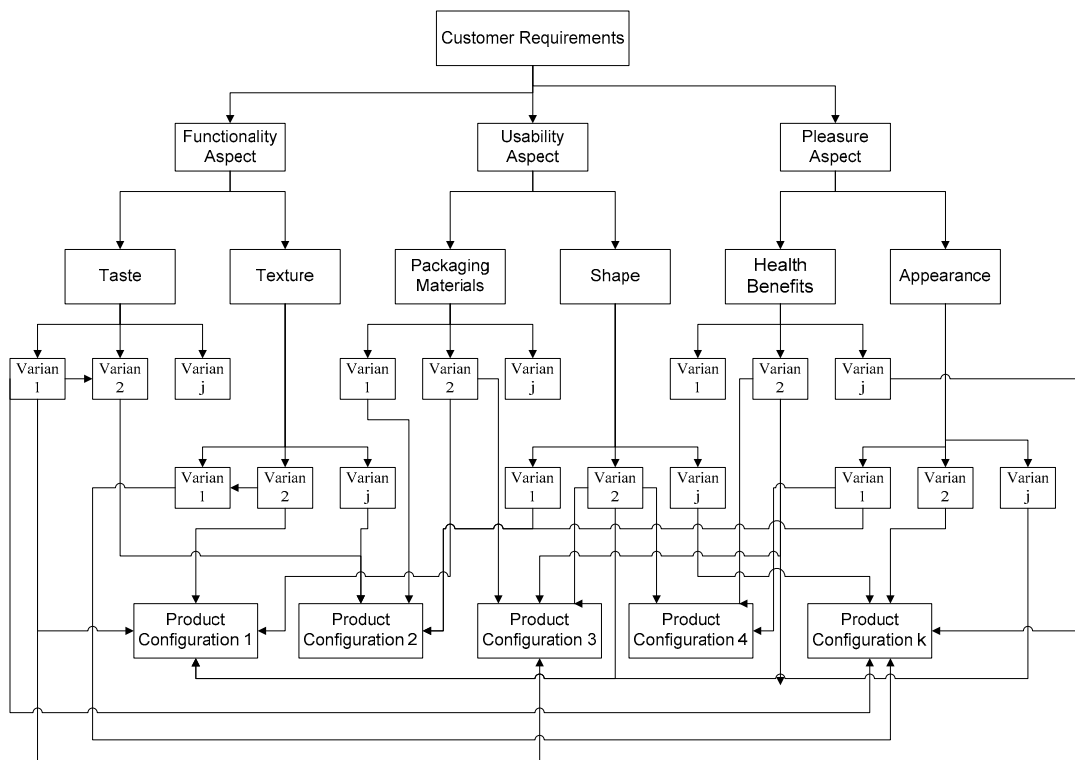 Customer Requirements
Functionality
Aspect
Usability
Aspect
Pleasure
Aspect
Taste
Texture
Packaging
Materials
Shape
Health
Benefits
Appearance
Varian
1
Varian
2
Varian
j
Varian
1
Varian
2
Varian
j
Varian
1
Varian
2
Varian
j
Varian
1
Varian
2
Varian
j
Varian
1
Varian
2
Varian
j
Varian
1
Varian
2
Varian
j
Product
Configuration 1
Product
Configuration 2
Product
Configuration 3
Product
Configuration 4
Product
Configuration k